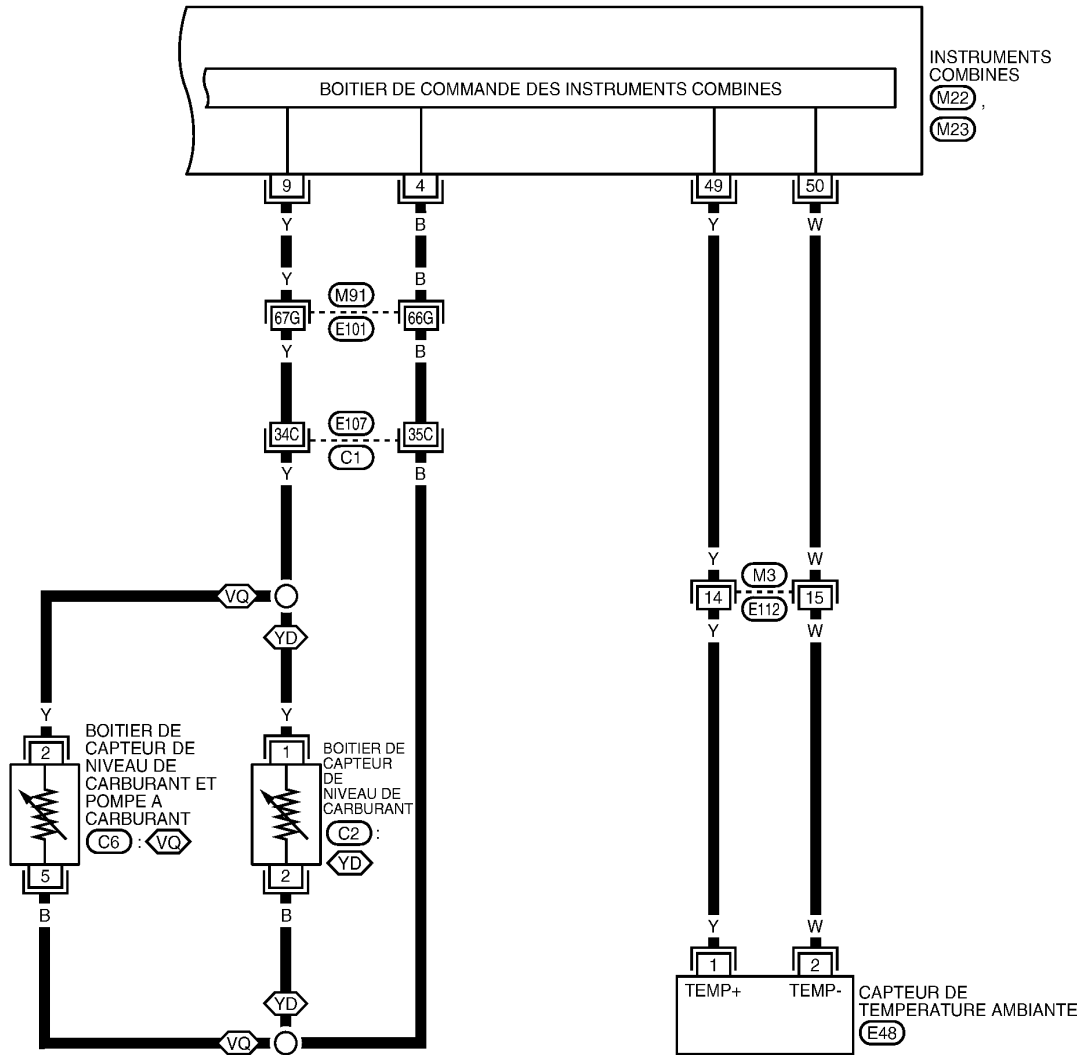 INSTRUMENTS
COMBINES
M22 ,
M23
BOITIER DE COMMANDE DES INSTRUMENTS COMBINES
9 4 49 50
Y B Y W
Y B
M91
67G 66G
E101
Y B
E107
34C 35C
C1
Y B
Y W
M3
14 15
E112
Y W
VQ
YD
Y Y
2
BOITIER DE
CAPTEUR DE
NIVEAU DE
CARBURANT ET
POMPE A
CARBURANT
C6 : VQ
5
B
1
BOITIER DE
CAPTEUR
DE
NIVEAU DE
CARBURANT
C2 :
YD
2
B
YD
VQ
Y W
1 2
TEMP+ TEMP-
CAPTEUR DE
TEMPERATURE AMBIANTE
E48